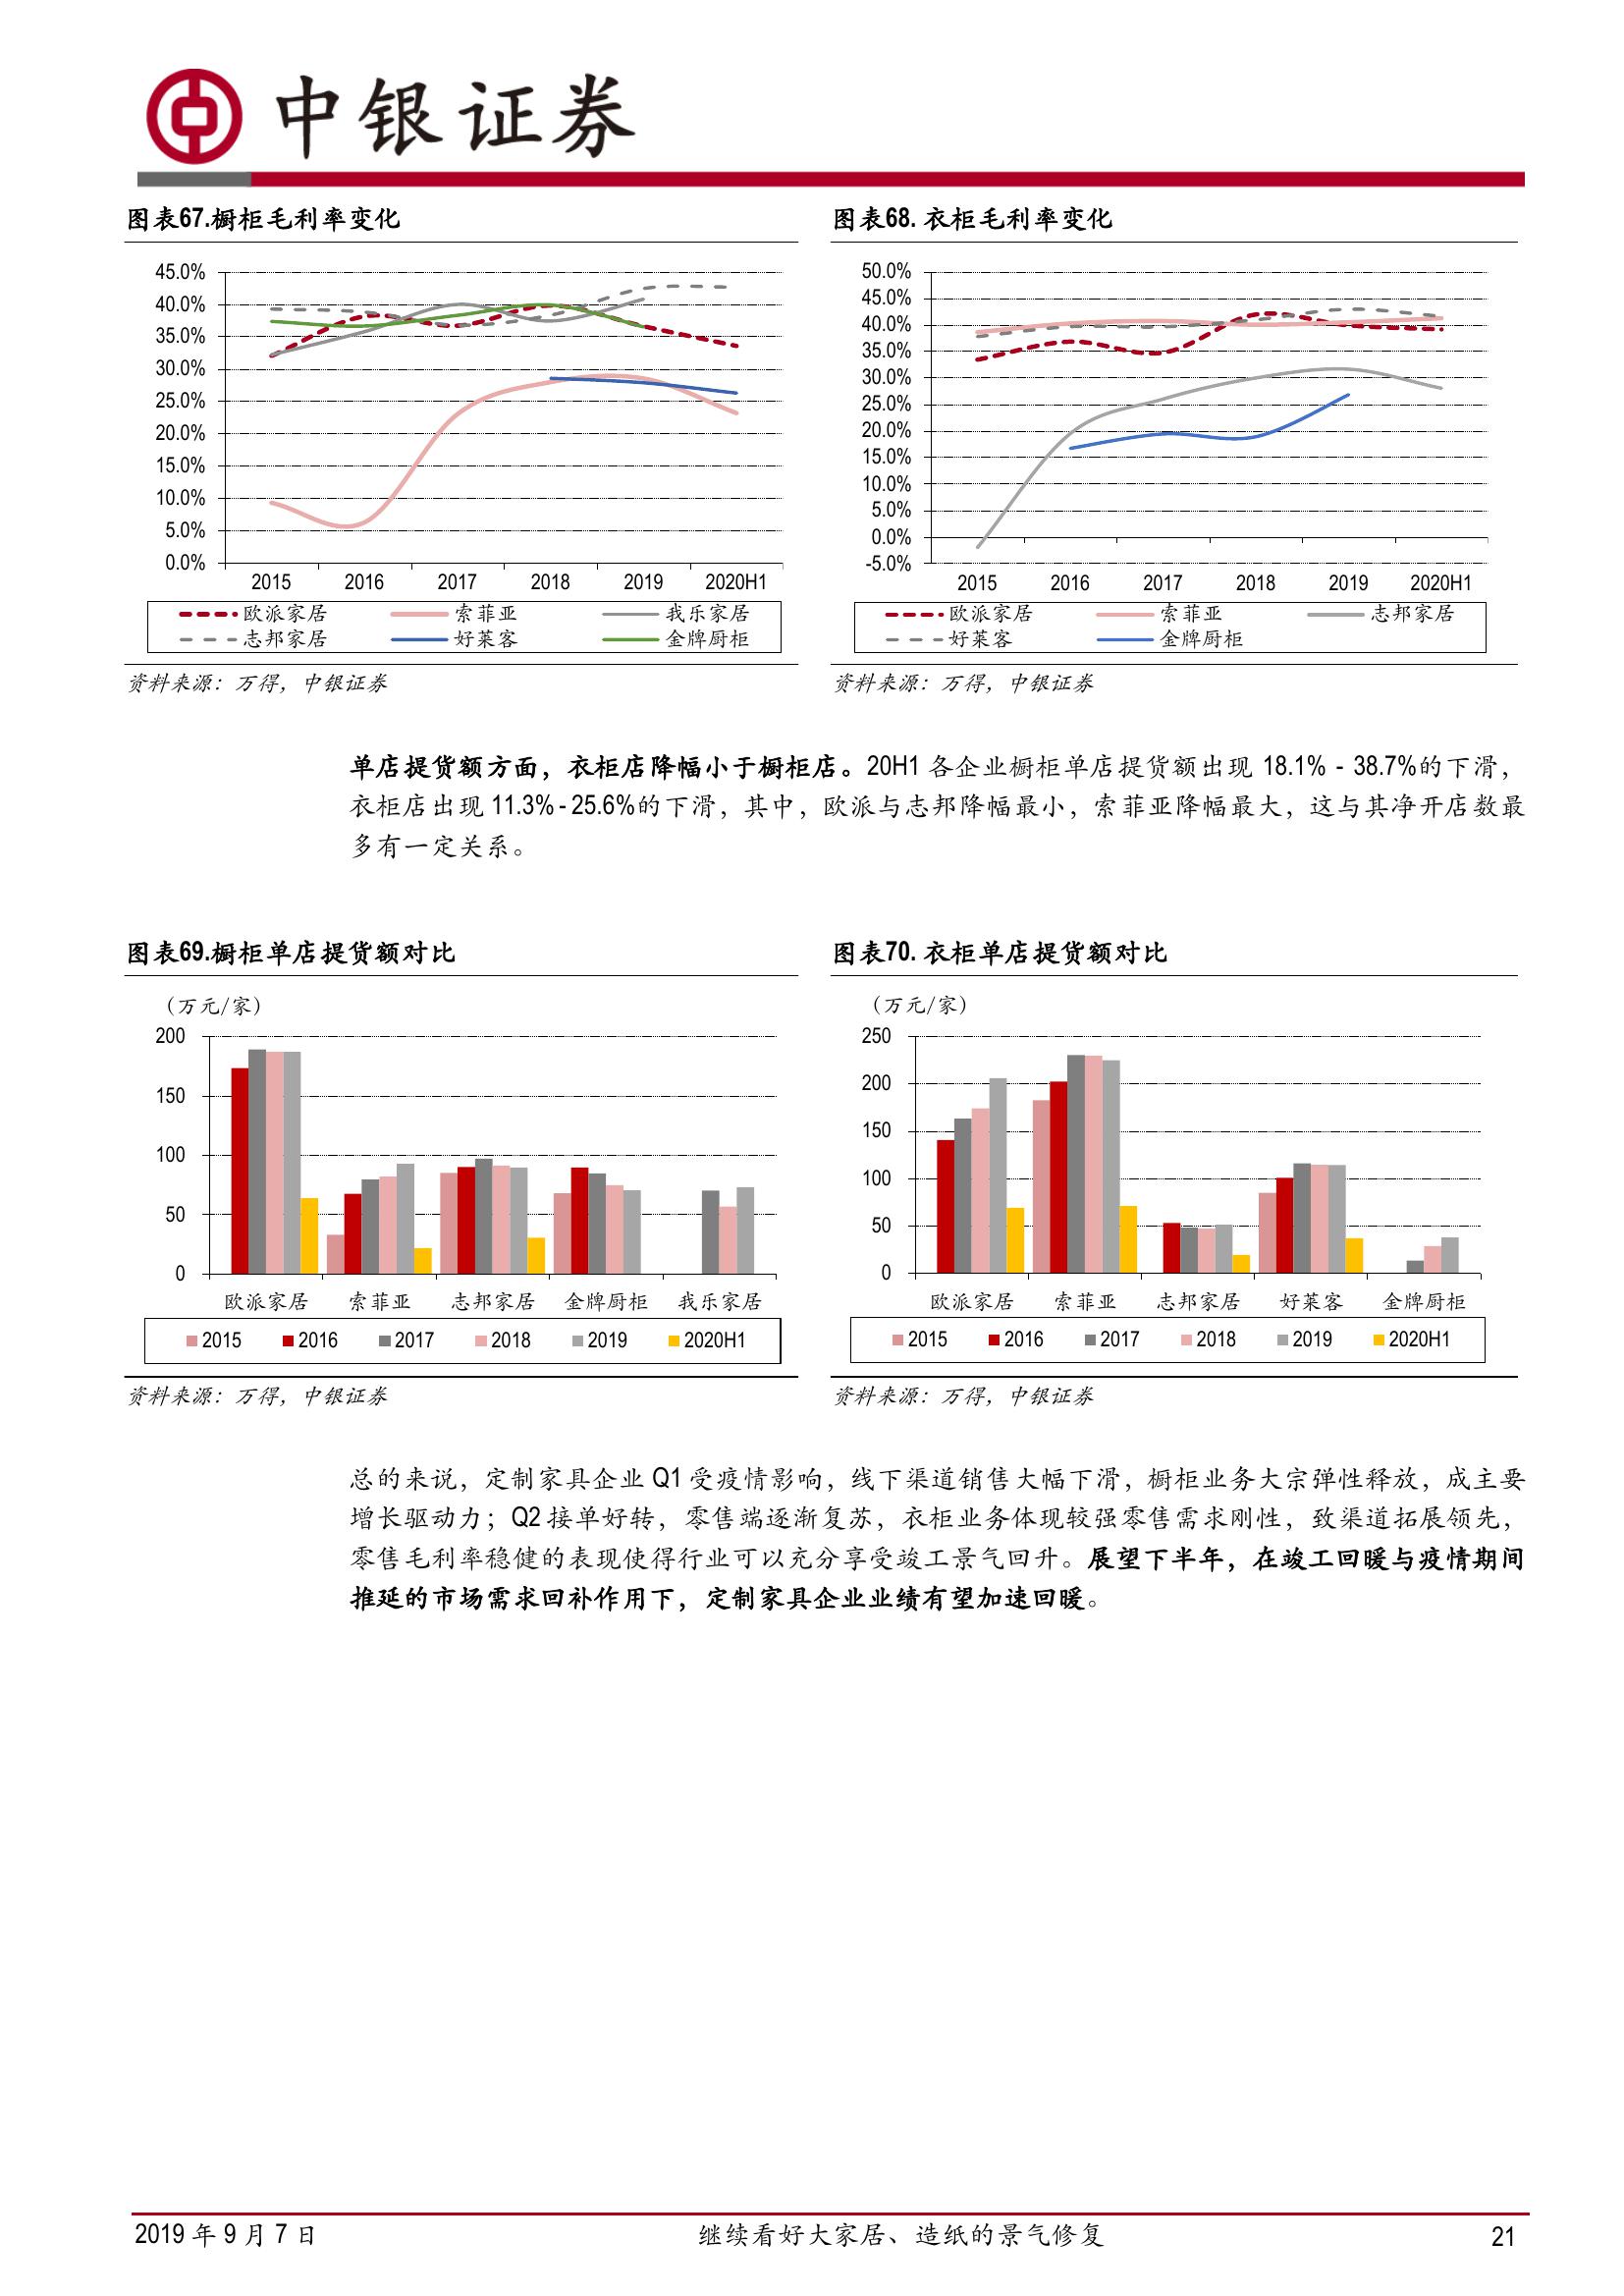 中银证券
图表67.橱柜毛利率变化
45.0%
40.0%
35.0%
30.0%
25.0%
20.0%
15.0%
10.0%
5.0%
0.0%
2015 2016 2017 2018 2019 2020H1
欧派家居 索菲亚 我乐家居
志邦家居 好莱客 金牌厨柜
资料来源：万得，中银证券
图表68. 衣柜毛利率变化
50.0%
45.0%
40.0%
35.0%
30.0%
25.0%
20.0%
15.0%
10.0%
5.0%
0.0%
-5.0%
2015 2016 2017 2018 2019 2020H1
欧派家居 索菲亚 志邦家居
好莱客 金牌厨柜
资料来源：万得，中银证券
单店提货额方面，衣柜店降幅小于橱柜店。20H1 各企业橱柜单店提货额出现 18.1% - 38.7%的下滑，
衣柜店出现 11.3% - 25.6%的下滑，其中，欧派与志邦降幅最小，索菲亚降幅最大，这与其净开店数最
多有一定关系。
图表69.橱柜单店提货额对比
（万元/家）
200
150
100
50
0
欧派家居 索菲亚 志邦家居 金牌厨柜 我乐家居
2015 2016 2017 2018 2019 2020H1
资料来源：万得，中银证券
图表70. 衣柜单店提货额对比
（万元/家）
250
200
150
100
50
0
欧派家居 索菲亚 志邦家居 好莱客 金牌厨柜
2015 2016 2017 2018 2019 2020H1
资料来源：万得，中银证券
总的来说，定制家具企业 Q1 受疫情影响，线下渠道销售大幅下滑，橱柜业务大宗弹性释放，成主要
增长驱动力；Q2 接单好转，零售端逐渐复苏，衣柜业务体现较强零售需求刚性，致渠道拓展领先，
零售毛利率稳健的表现使得行业可以充分享受竣工景气回升。展望下半年，在竣工回暖与疫情期间
推延的市场需求回补作用下，定制家具企业业绩有望加速回暖。
2019 年 9 月 7 日 继续看好大家居、造纸的景气修复 21